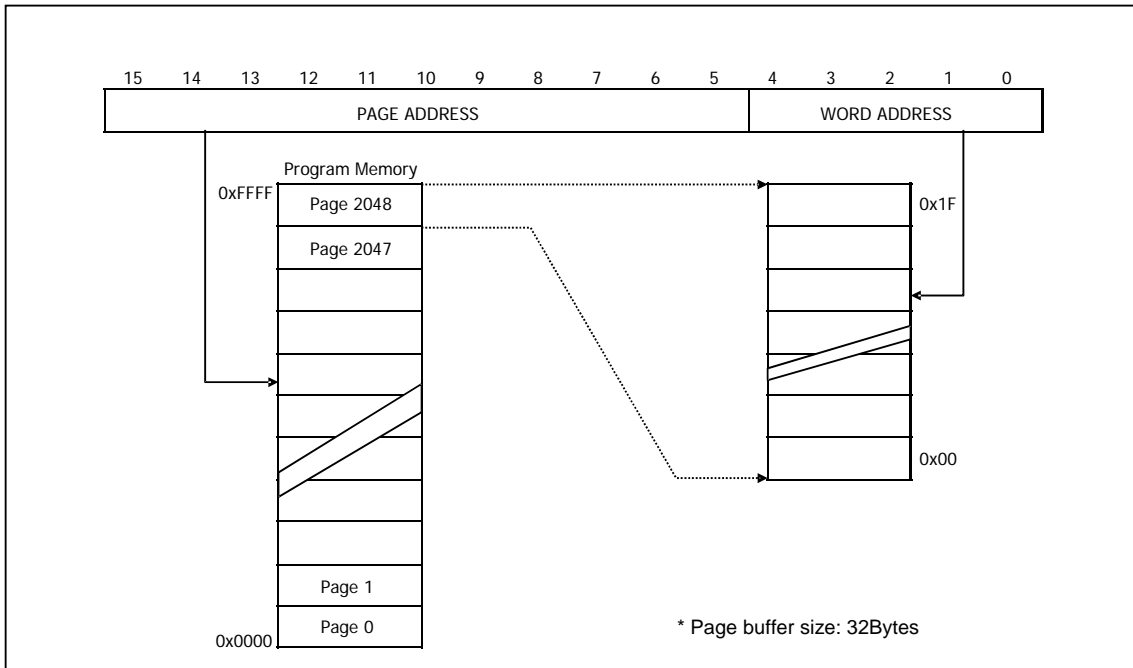 15 14 13 12 11 10 9 8 7 6 5 4 3 2 1 0
PAGE ADDRESS WORD ADDRESS
Program Memory
0xFFFF
Page 2048
0x1F
Page 2047
0x00
Page 1
Page 0
0x0000
* Page buffer size: 32Bytes